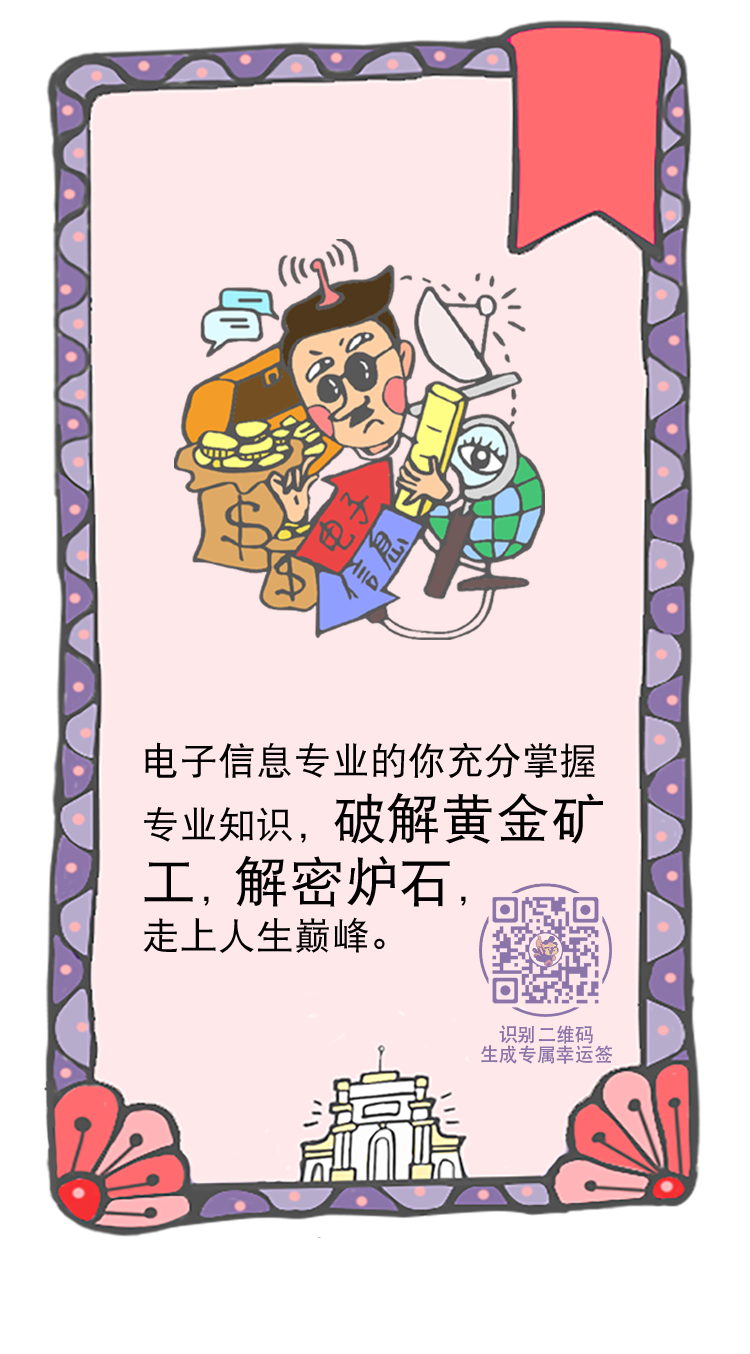 电子
信息
$
$
电子信息专业的你充分掌握
专业知识，破解黄金矿
工，解密炉石，
走上人生巅峰。
识别二维码
生成专属幸运签